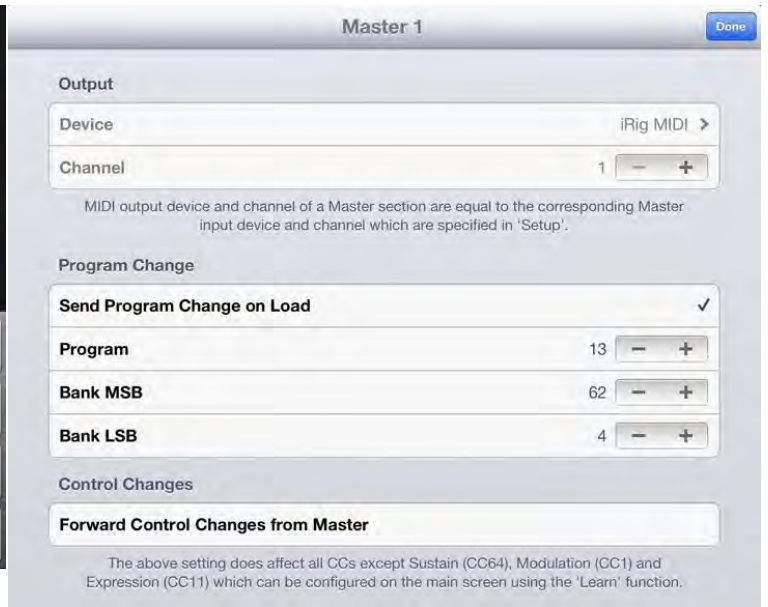 Master 1
Done
Output
Device iRig MIDI >
Channel 1 − +
MIDI output device and channel of a Master section are equal to the corresponding Master
input device and channel which are specified in 'Setup'.
Program Change
Send Program Change on Load ✓
Program 13 − +
Bank MSB 62 − +
Bank LSB 4 − +
Control Changes
Forward Control Changes from Master
The above setting does affect all CCs except Sustain (CC64), Modulation (CC1) and
Expression (CC11) which can be configured on the main screen using the 'Learn' function.